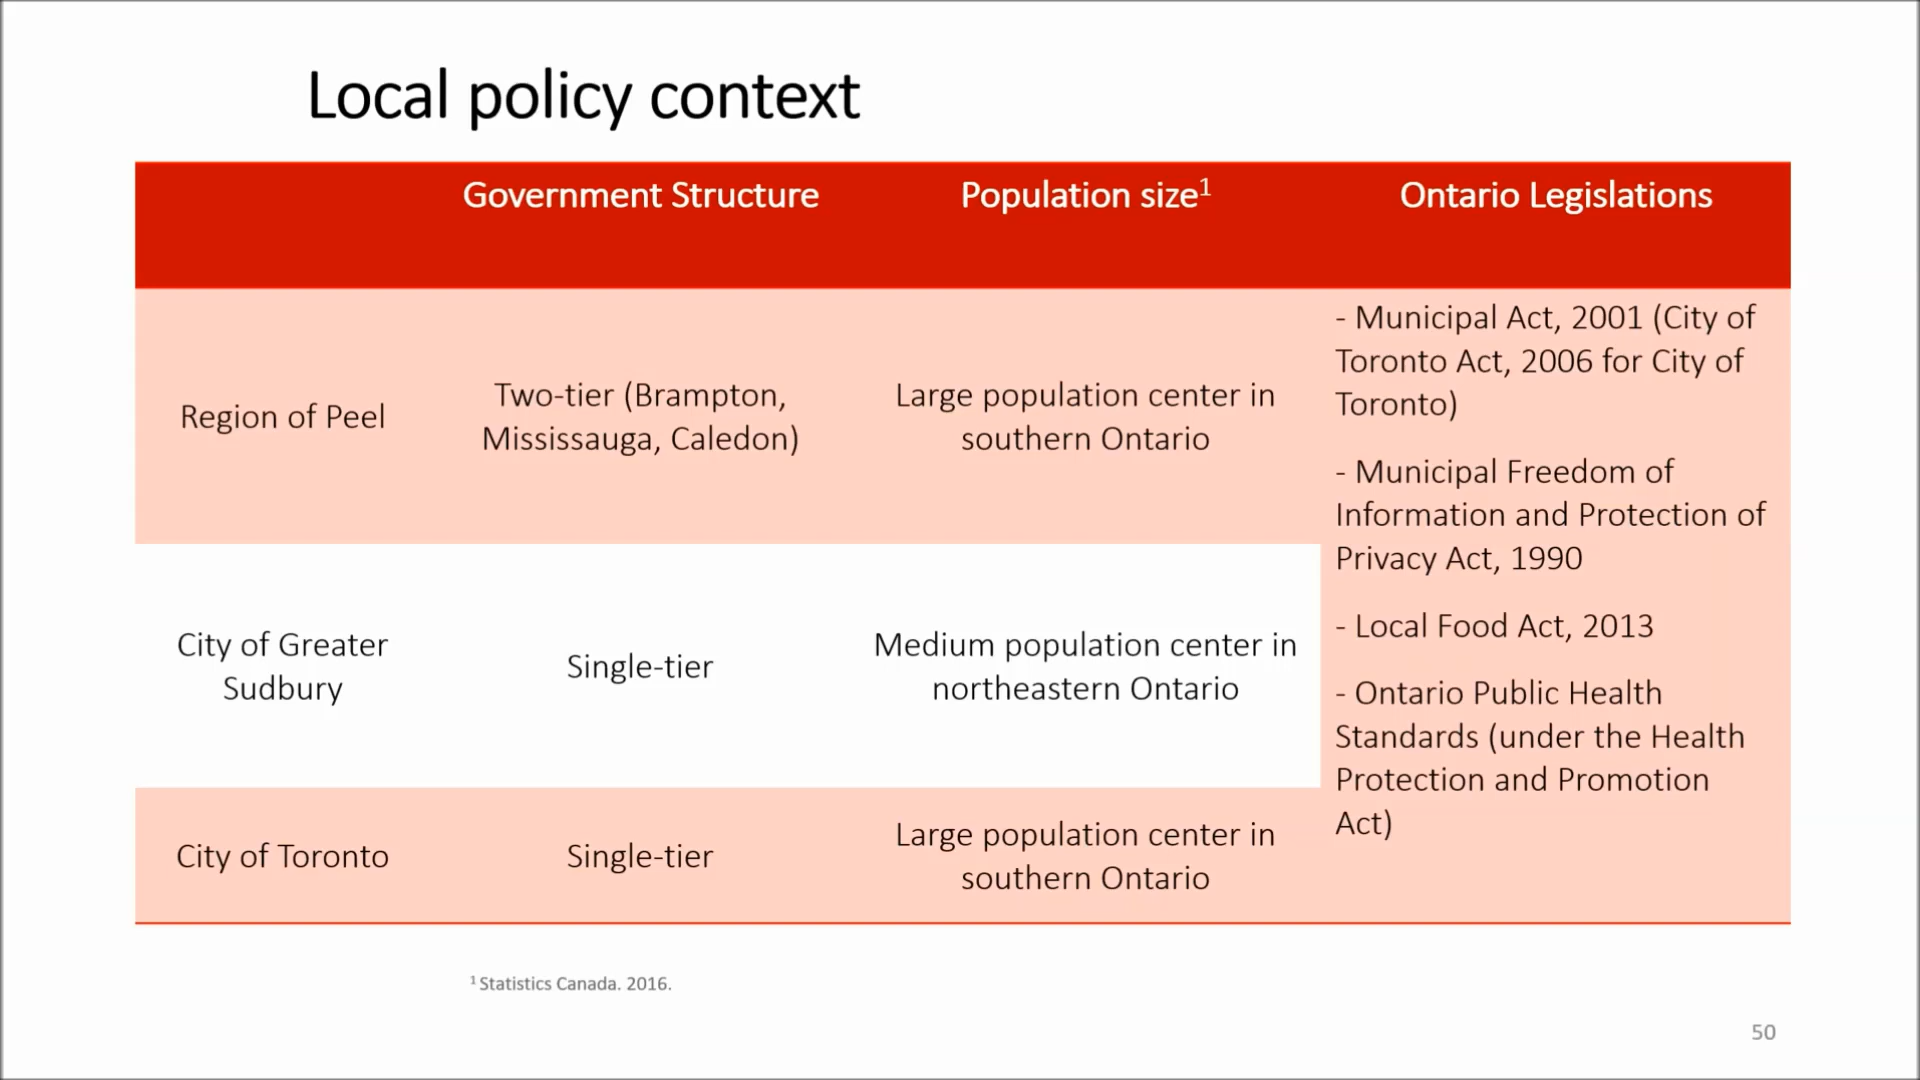 Local policy context
Government Structure
Population size¹
Ontario Legislations
Region of Peel
Two-tier (Brampton,
Mississauga, Caledon)
Large population center in
southern Ontario
- Municipal Act, 2001 (City of
Toronto Act, 2006 for City of
Toronto)
- Municipal Freedom of
Information and Protection of
Privacy Act, 1990
- Local Food Act, 2013
- Ontario Public Health
Standards (under the Health
Protection and Promotion
Act)
City of Greater
Sudbury
Single-tier
Medium population center in
northeastern Ontario
City of Toronto
Single-tier
Large population center in
southern Ontario
¹ Statistics Canada. 2016.
50